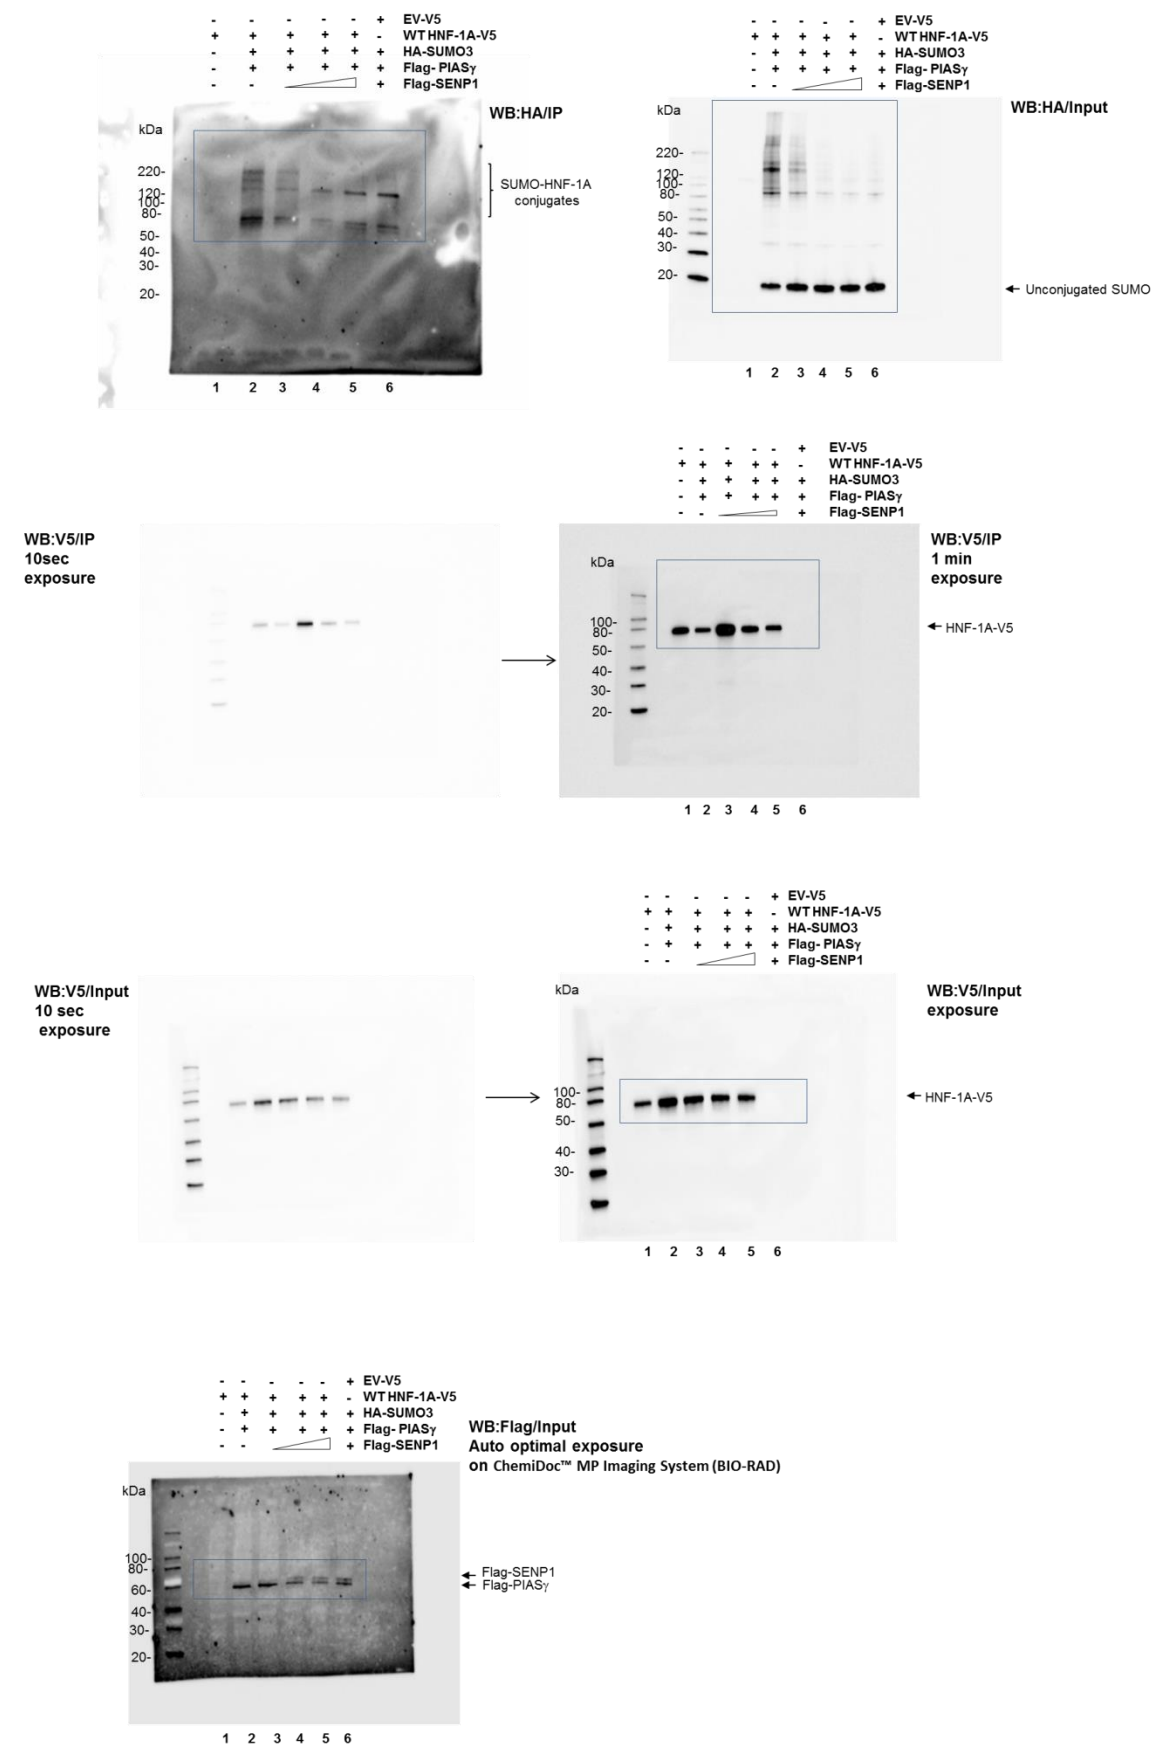 - - - - - + EV-V5
+ + + + + - WT HNF-1A-V5
- + + + + + HA-SUMO3
- + + + + + Flag- PIASγ
- - + Flag-SENP1
WB:HA/IP
kDa
220-
120-
100-
80-
50-
40-
30-
20-
SUMO-HNF-1A
conjugates
1 2 3 4 5 6
- - - - - + EV-V5
+ + + + + - WT HNF-1A-V5
- + + + + + HA-SUMO3
- + + + + + Flag- PIASγ
- - + Flag-SENP1
WB:HA/Input
kDa
220-
120-
100-
80-
50-
40-
30-
20-
Unconjugated SUMO
1 2 3 4 5 6
WB:V5/IP
10sec
exposure
- - - - - + EV-V5
+ + + + + - WT HNF-1A-V5
- + + + + + HA-SUMO3
- + + + + + Flag- PIASγ
- - + Flag-SENP1
WB:V5/IP
1 min
exposure
kDa
100-
80-
50-
40-
30-
20-
HNF-1A-V5
1 2 3 4 5 6
WB:V5/Input
10 sec
exposure
- - - - - + EV-V5
+ + + + + - WT HNF-1A-V5
- + + + + + HA-SUMO3
- + + + + + Flag- PIASγ
- - + Flag-SENP1
WB:V5/Input
exposure
kDa
100-
80-
50-
40-
30-
HNF-1A-V5
1 2 3 4 5 6
- - - - - + EV-V5
+ + + + + - WT HNF-1A-V5
- + + + + + HA-SUMO3
- + + + + + Flag- PIASγ
- - + Flag-SENP1
WB:Flag/Input
Auto optimal exposure
on ChemiDoc™ MP Imaging System (BIO-RAD)
kDa
100-
80-
60-
40-
30-
20-
Flag-SENP1
Flag-PIASγ
1 2 3 4 5 6